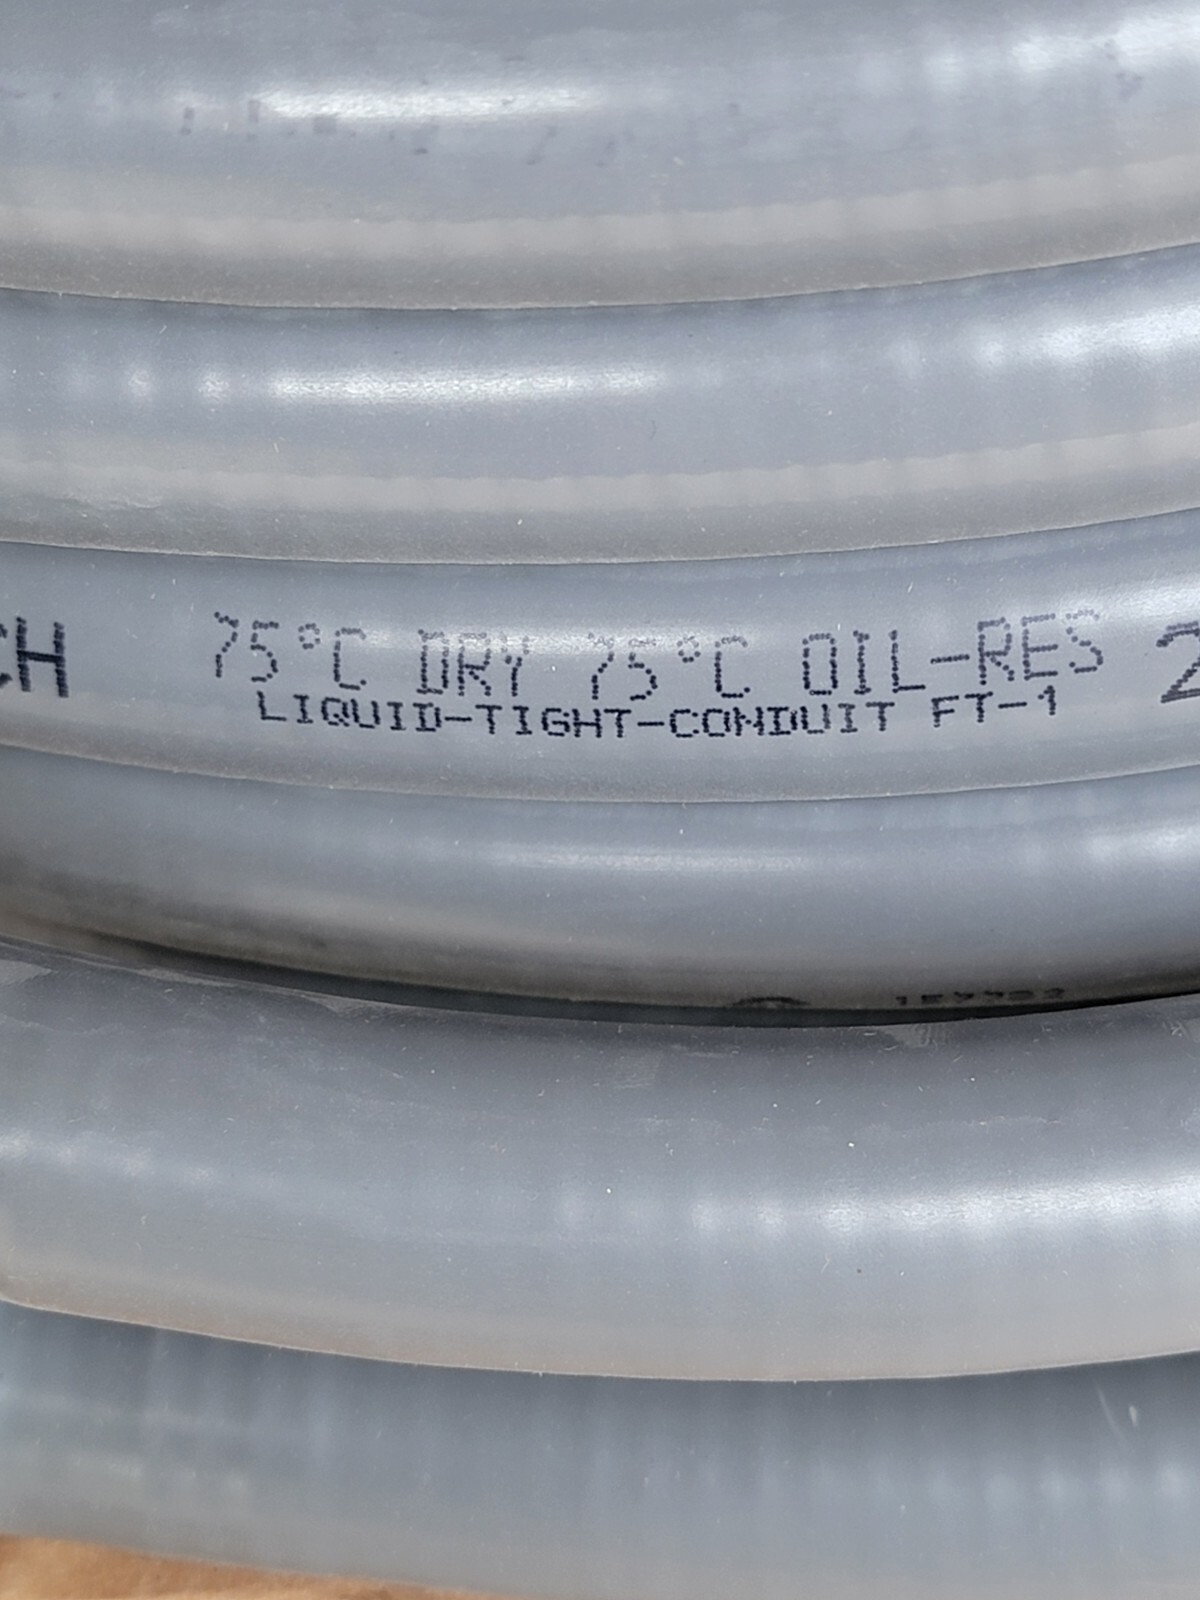 CH 75°C DRY 75°C OIL-RES 2
LIQUID-TIGHT-CONDUIT FT-1